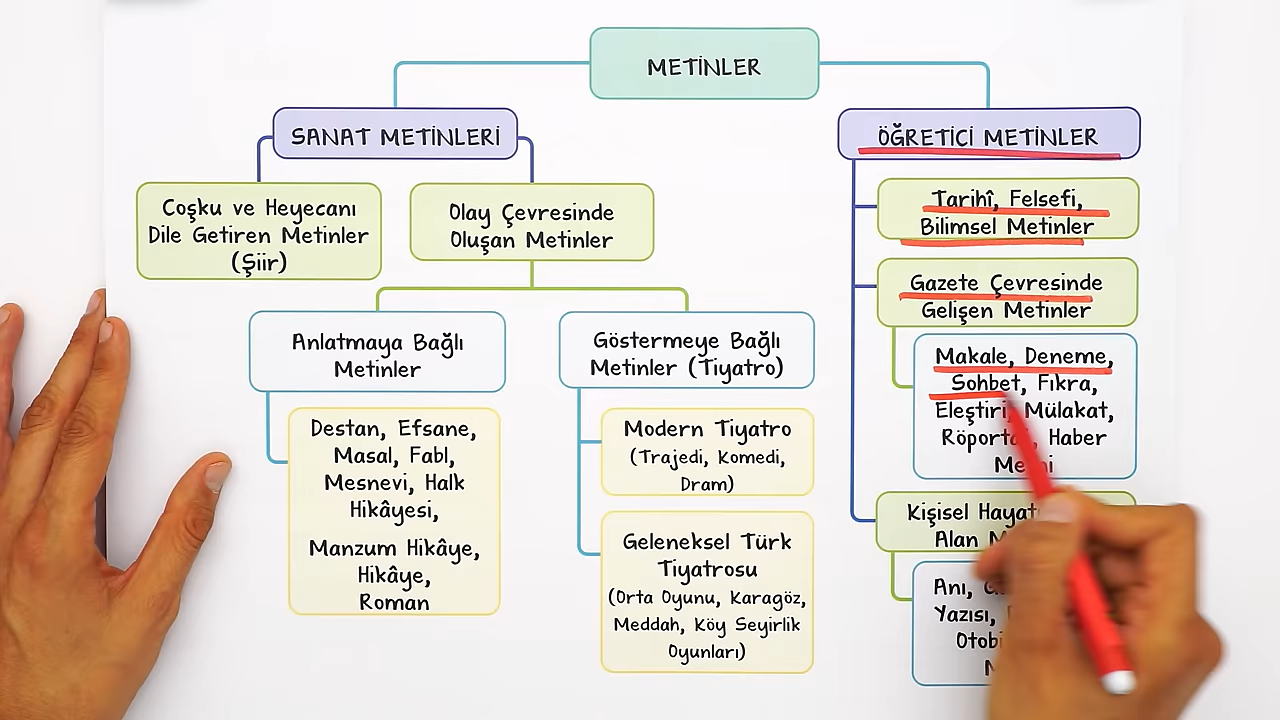 METİNLER
SANAT METİNLERİ
Coşku ve Heyecanı
Dile Getiren Metinler
(Şiir)
Olay Çevresinde
Oluşan Metinler
Anlatmaya Bağlı
Metinler
Destan, Efsane,
Masal, Fabl,
Mesnevi, Halk
Hikâyesi,
Manzum Hikâye,
Hikâye,
Roman
Göstermeye Bağlı
Metinler (Tiyatro)
Modern Tiyatro
(Trajedi, Komedi,
Dram)
Geleneksel Türk
Tiyatrosu
(Orta Oyunu, Karagöz,
Meddah, Köy Seyirlik
Oyunları)
ÖĞRETİCİ METİNLER
Tarihî, Felsefi,
Bilimsel Metinler
Gazete Çevresinde
Gelişen Metinler
Makale, Deneme,
Sohbet, Fıkra,
Eleştiri, Mülakat,
Röportaj, Haber
Metni
Kişisel
Alan
Anı,
Yazısı,